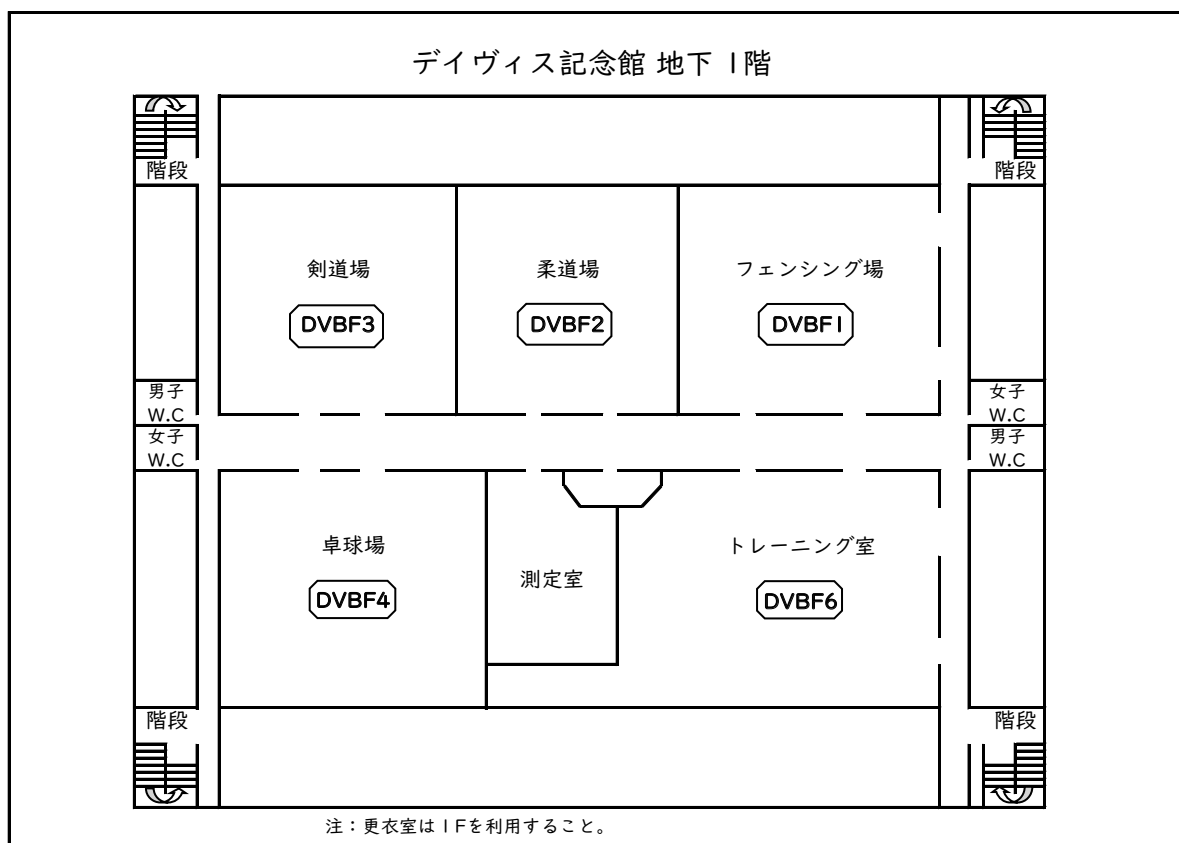 デイヴィス記念館 地下 1階
階段
階段
剣道場
柔道場
フェンシング場
DVBF3
DVBF2
DVBF1
男子
W.C
女子
W.C
女子
W.C
男子
W.C
卓球場
測定室
トレーニング室
DVBF4
DVBF6
階段
階段
注：更衣室は1Fを利用すること。